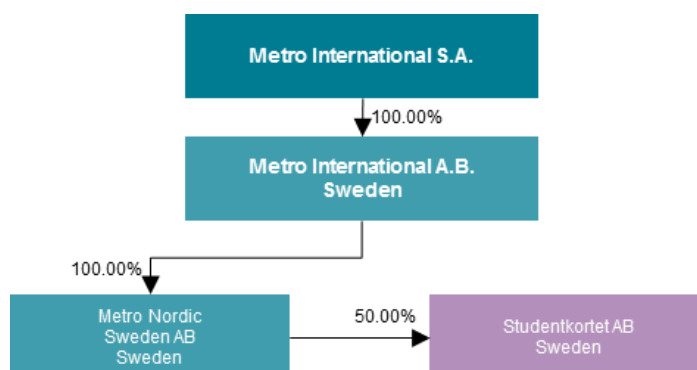 Metro International S.A.
100.00%
Metro International A.B.
Sweden
100.00%
Metro Nordic
Sweden AB
Sweden
50.00%
Studentkortet AB
Sweden